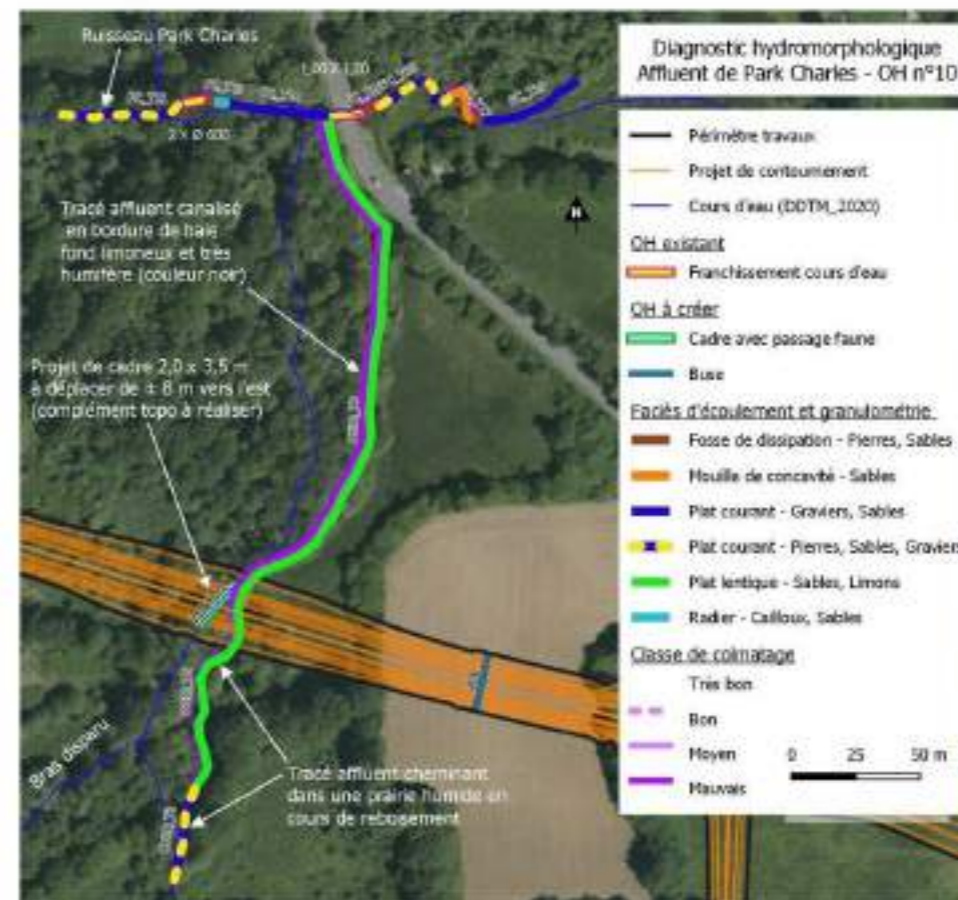 Ruisseau Park Charles
Diagnostic hydromorphologique
Affluent de Park Charles - OH n°10
2 x Ø 600
Tracé affluent canalisé
en bordure de haie
fond limoneux et très
humifère (couleur noir)
Projet de cadre 2,0 x 3,5 m
à déplacer de ± 8 m vers l'est
(complément topo à réaliser)
Bras disparu
Tracé affluent cheminant
dans une prairie humide en
cours de reboisement
N
Périmètre travaux
Projet de contournement
Cours d'eau (DDTM_2020)
OH existant
Franchissement cours d'eau
OH à créer
Cadre avec passage faune
Buse
Faciès d'écoulement et granulométrie
Fosse de dissipation - Pierres, Sables
Mouille de concavité - Sables
Plat courant - Graviers, Sables
Plat courant - Pierres, Sables, Graviers
Plat lentique - Sables, Limons
Radier - Cailloux, Sables
Classe de colmatage
Très bon
Bon
Moyen
Mauvais
0 25 50 m